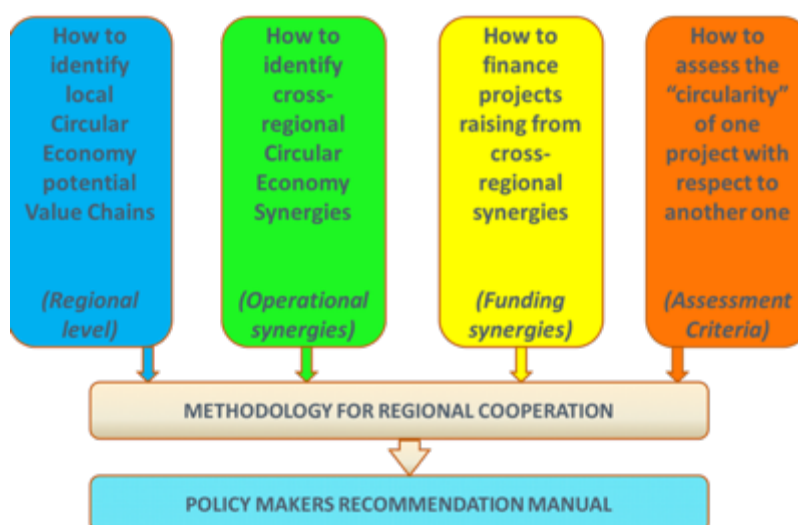 How to
identify
local
Circular
Economy
potential
Value Chains
(Regional
level)
How to
identify
cross-
regional
Circular
Economy
Synergies
(Operational
synergies)
How to
finance
projects
raising from
cross-
regional
synergies
(Funding
synergies)
How to
assess the
“circularity”
of one
project with
respect to
another one
(Assessment
Criteria)
METHODOLOGY FOR REGIONAL COOPERATION
POLICY MAKERS RECOMMENDATION MANUAL